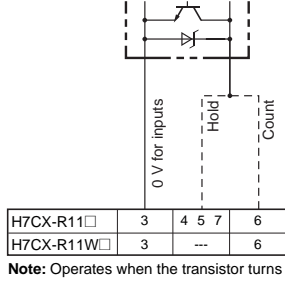 0 V for inputs
Hold
Count
H7CX-R11□ 3 4 5 7 6
H7CX-R11W□ 3 --- 6
Note: Operates when the transistor turns